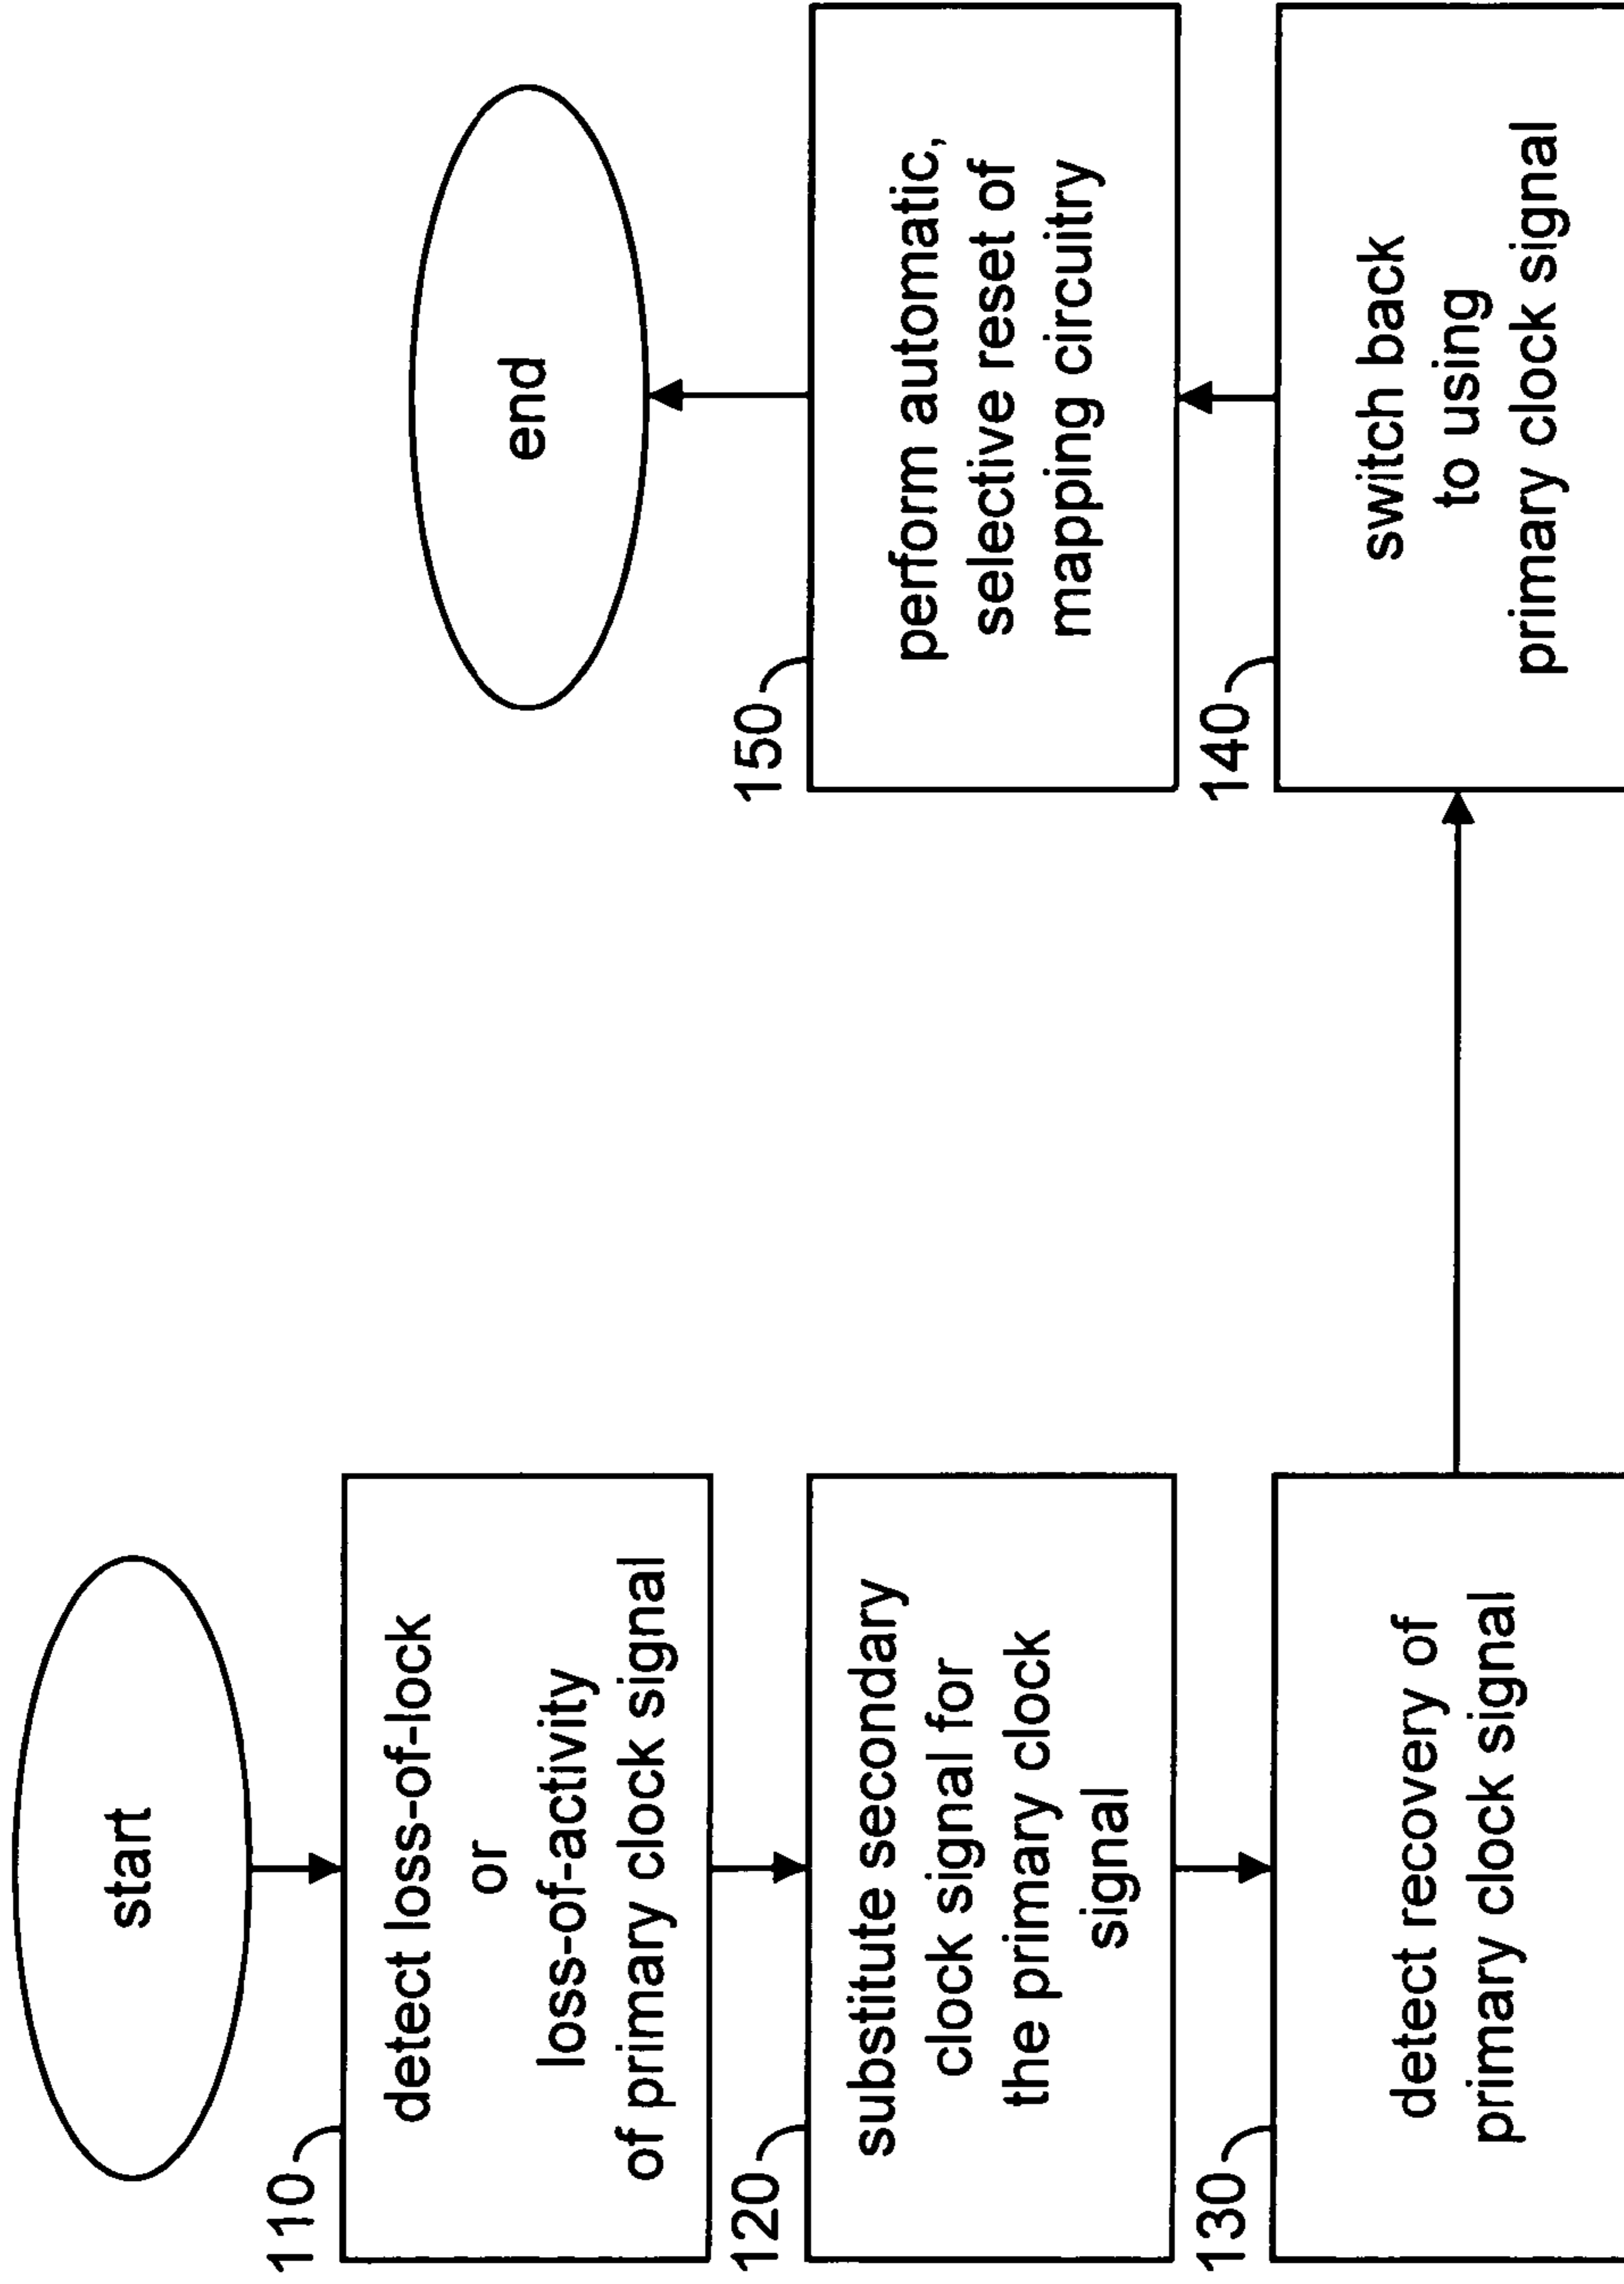 start
110
detect loss-of-lock
or
loss-of-activity
of primary clock signal
120
substitute secondary
clock signal for
the primary clock
signal
130
detect recovery of
primary clock signal
140
switch back
to using
primary clock signal
150
perform automatic,
selective reset of
mapping circuitry
end